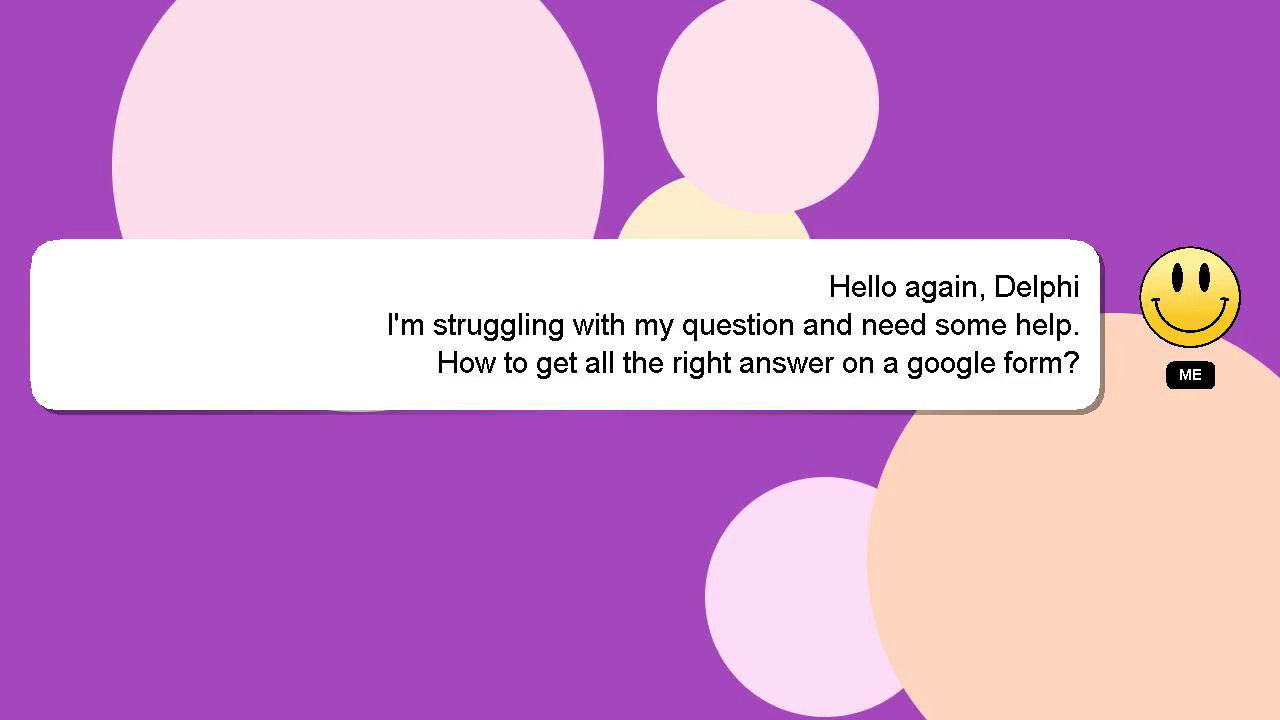 Hello again, Delphi
I'm struggling with my question and need some help.
How to get all the right answer on a google form?
ME